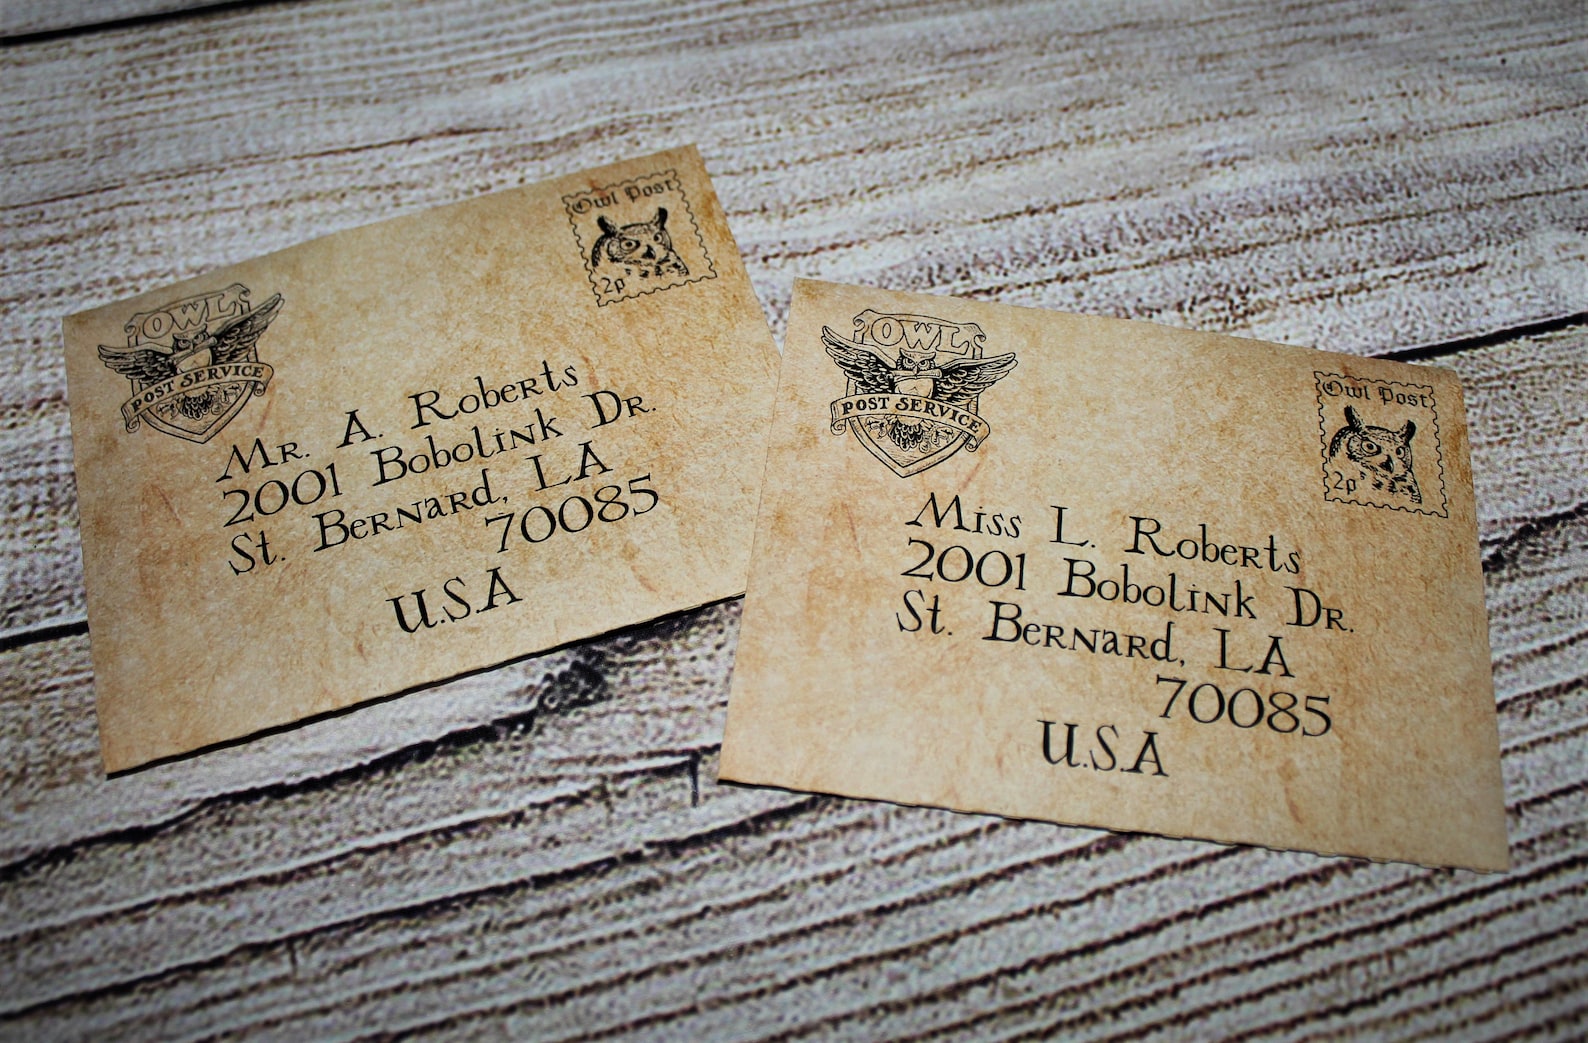 OWL
POST SERVICE
Owl Post
2p
Mr. A. Roberts
2001 Bobolink Dr.
St. Bernard, LA
70085
U.S.A
OWL
POST SERVICE
Owl Post
2p
Miss L. Roberts
2001 Bobolink Dr.
St. Bernard, LA
70085
U.S.A